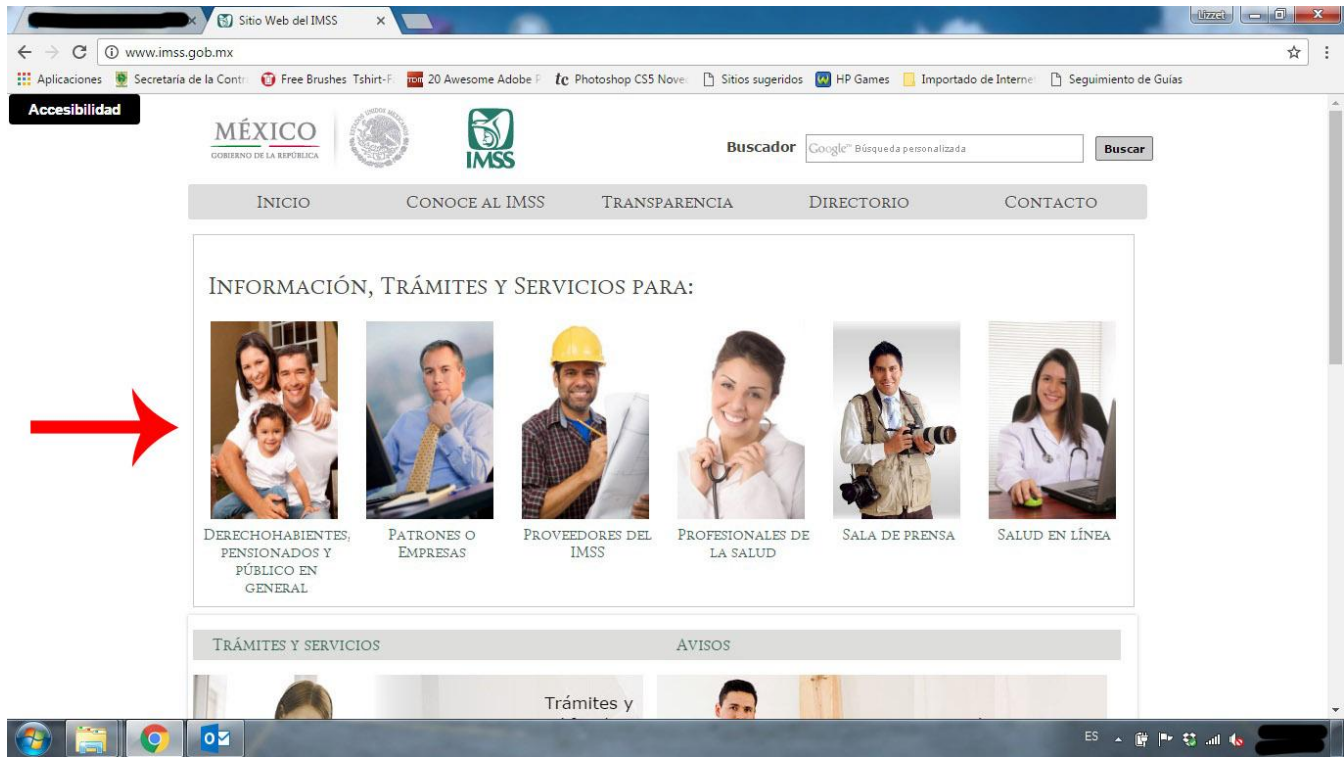 Sitio Web del IMSS
Lizzet
www.imss.gob.mx
Aplicaciones Secretaría de la Contr Free Brushes Tshirt-F 20 Awesome Adobe P Photoshop CS5 Nove Sitios sugeridos HP Games Importado de Interne Seguimiento de Guías
Accesibilidad
MÉXICO
GOBIERNO DE LA REPÚBLICA
IMSS
Buscador Google™ Búsqueda personalizada Buscar
INICIO CONOCE AL IMSS TRANSPARENCIA DIRECTORIO CONTACTO
INFORMACIÓN, TRÁMITES Y SERVICIOS PARA:
DERECHOHABIENTES, PENSIONADOS Y PÚBLICO EN GENERAL
PATRONES O EMPRESAS
PROVEEDORES DEL IMSS
PROFESIONALES DE LA SALUD
SALA DE PRENSA
SALUD EN LÍNEA
TRÁMITES Y SERVICIOS AVISOS
Trámites y
ES